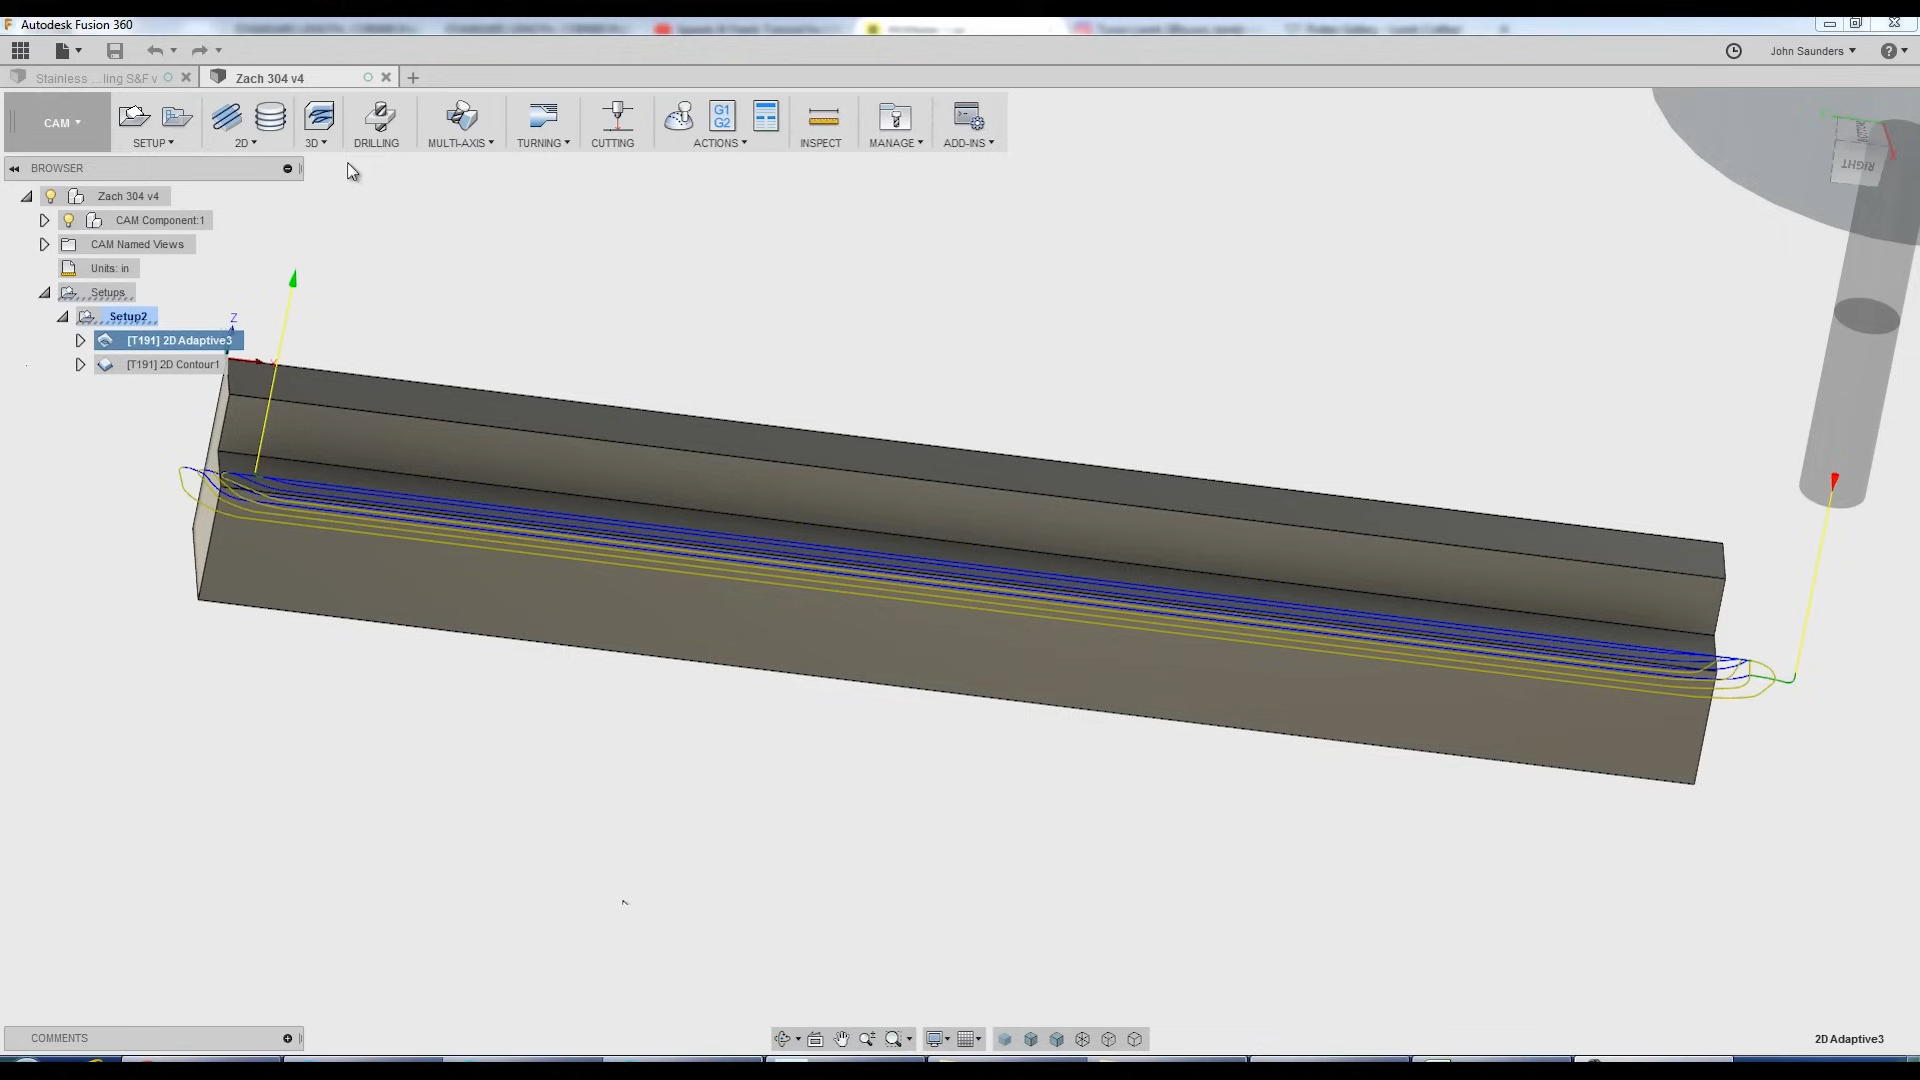 Autodesk Fusion 360
John Saunders
Stainless ...ling S&F v
Zach 304 v4
CAM
SETUP
2D
3D
DRILLING
MULTI-AXIS
TURNING
CUTTING
G1
G2
ACTIONS
INSPECT
MANAGE
ADD-INS
BROWSER
Zach 304 v4
CAM Component:1
CAM Named Views
Units: in
Setups
Setup2
[T191] 2D Adaptive3
[T191] 2D Contour1
Z
X
RIGHT
COMMENTS
2D Adaptive3